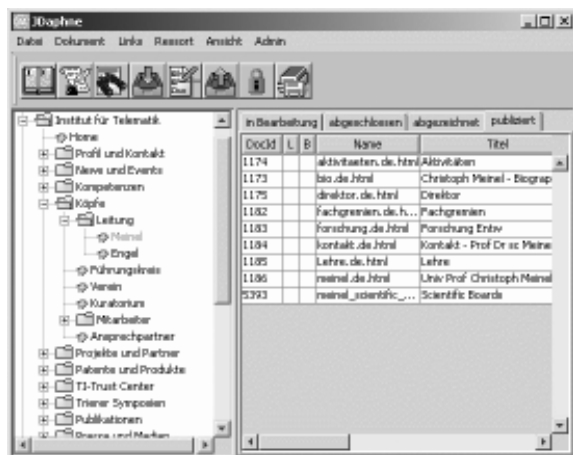 JDaphne
Datei Dokument Links Ressort Ansicht Admin
Institut für Telematik
Home
Profil und Kontakt
News und Events
Kompetenzen
Köpfe
Leitung
Meinel
Engel
Führungskreis
Verein
Kuratorium
Mitarbeiter
Ansprechpartner
Projekte und Partner
Patente und Produkte
TI-Trust Center
Trierer Symposien
Publikationen
Presse und Medien
in Bearbeitung abgeschlossen abgezeichnet publiziert
DocId L B Name Titel
1174 aktivitaeten.de.html Aktivitäten
1173 bio.de.html Christoph Meinel - Biograp
1175 direktor.de.html Direktor
1182 fachgremien.de.h... Fachgremien
1183 forschung.de.html Forschung Entw
1184 kontakt.de.html Kontakt - Prof Dr sc Meine
1185 Lehre.de.html Lehre
1186 meinel.de.html Univ Prof Christoph Meinel
5393 meinel_scientific_... Scientific Boards